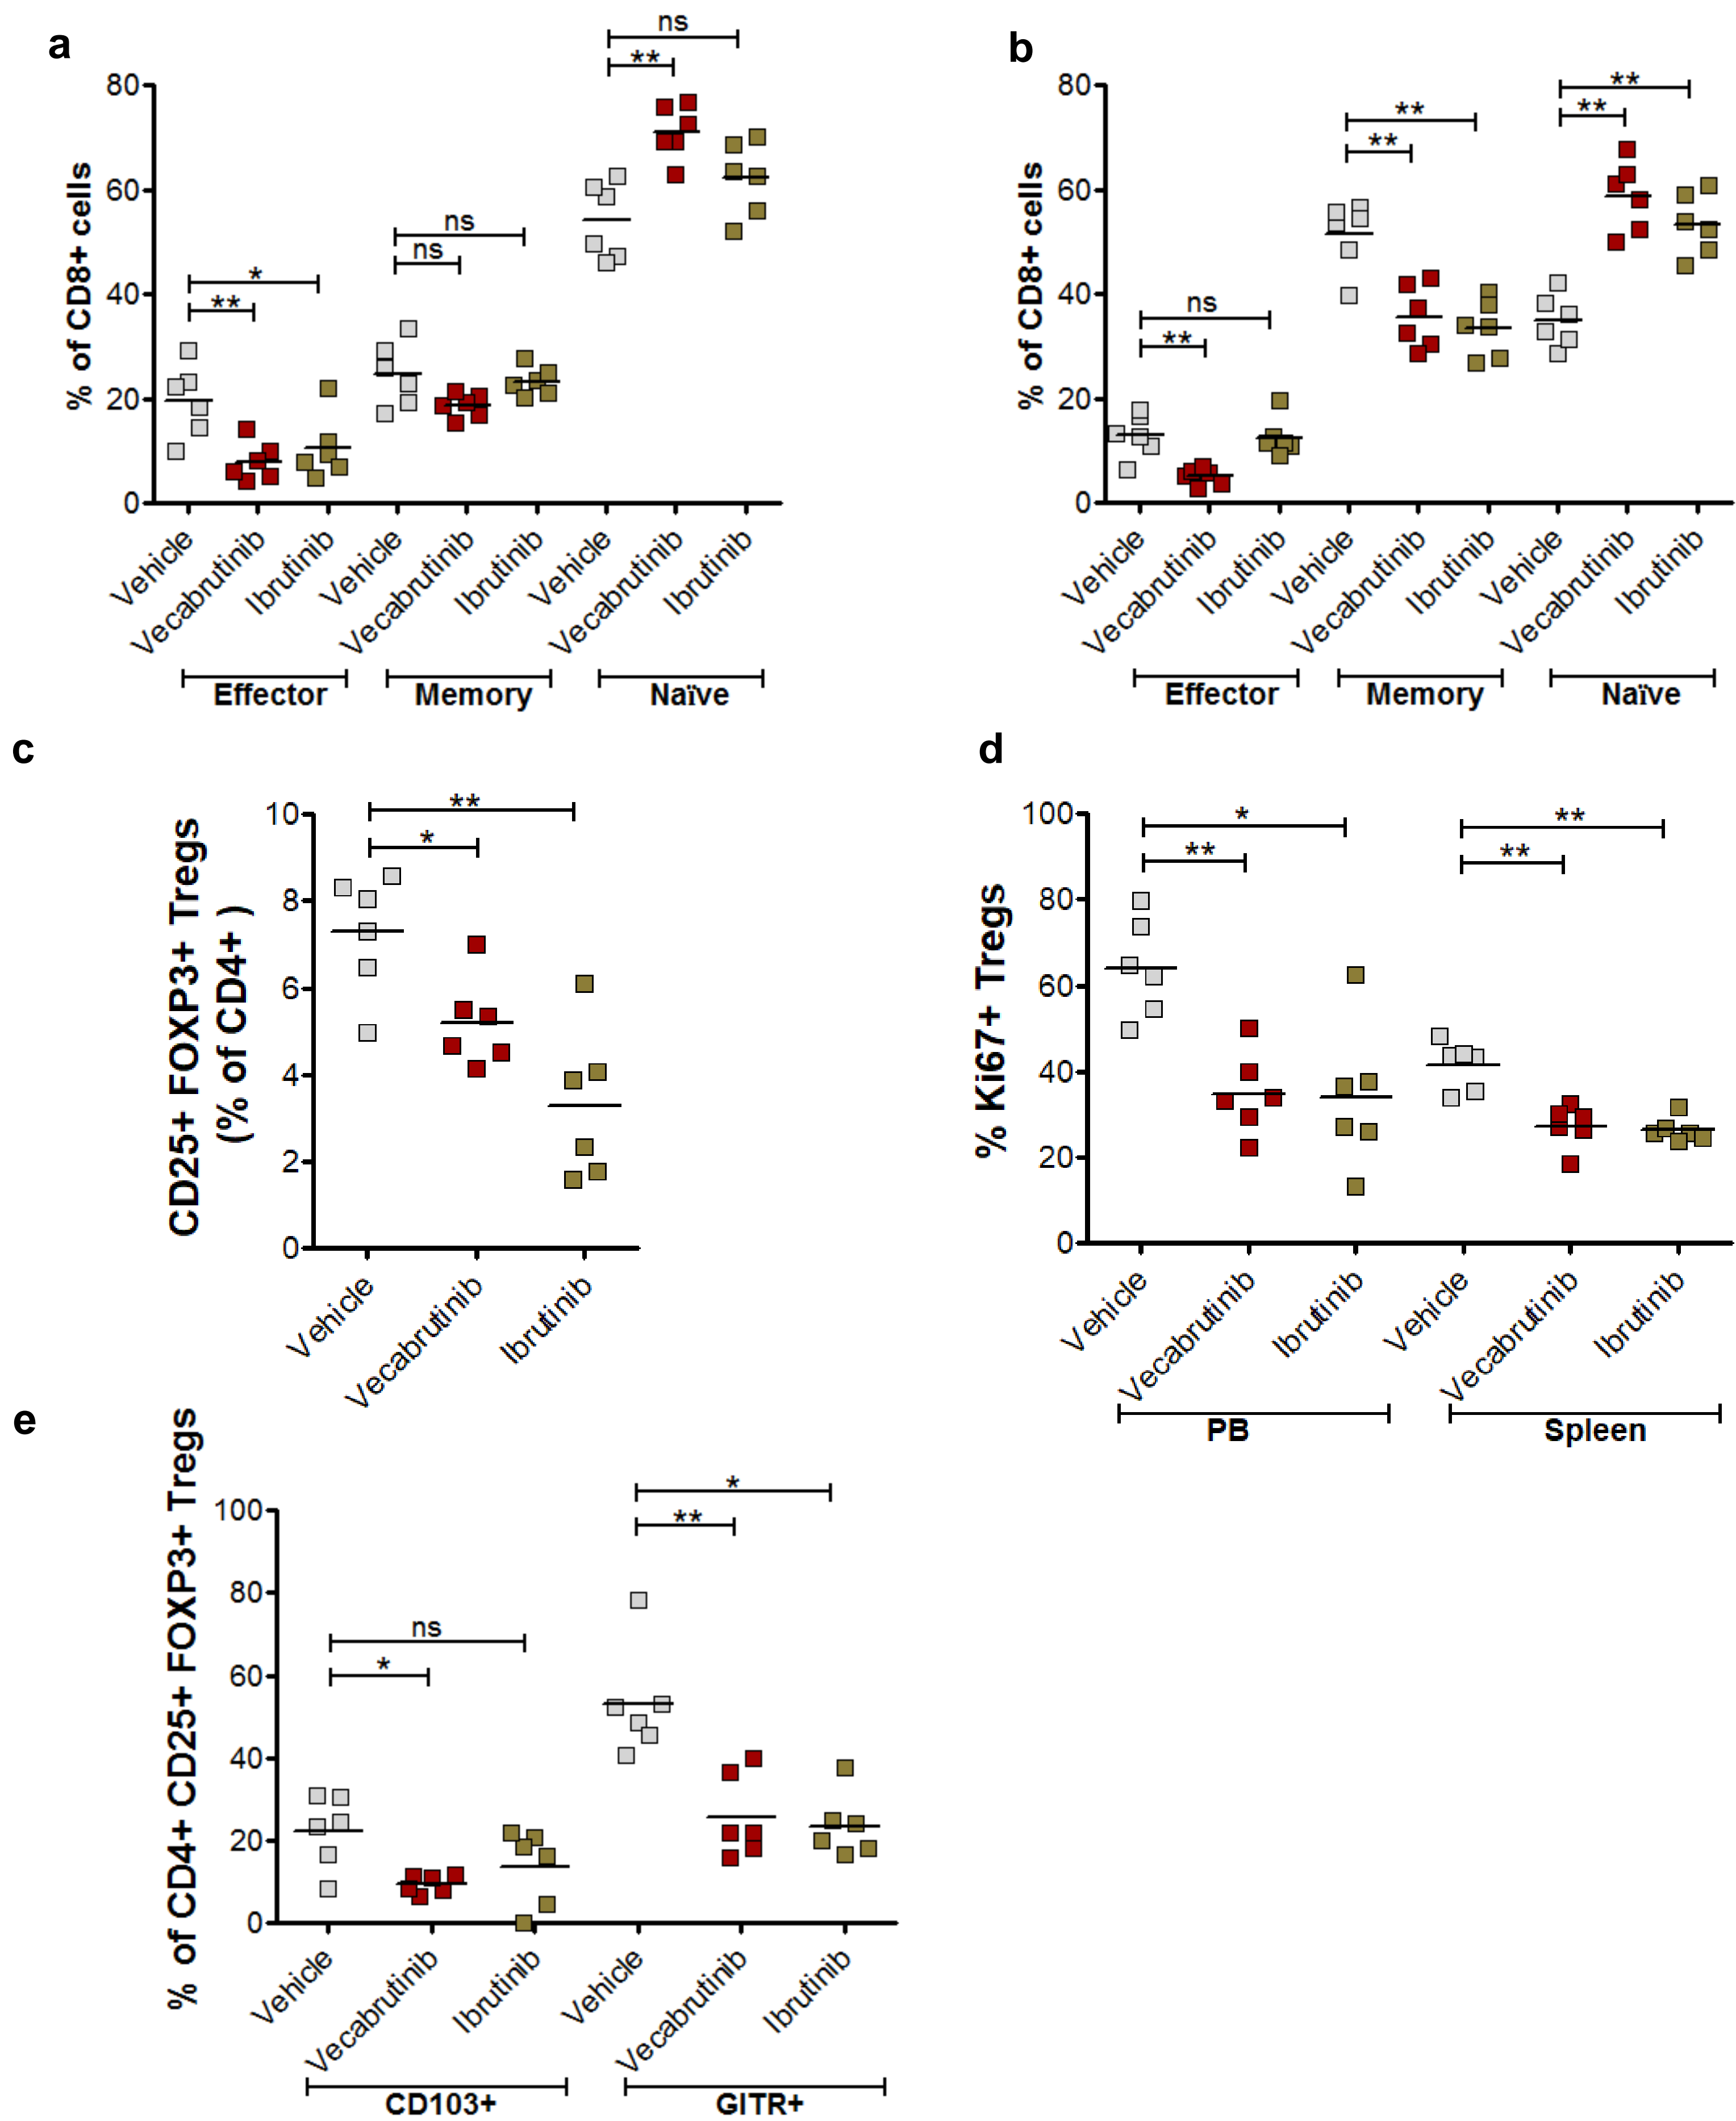 a
% of CD8+ cells
80
60
40
20
0
ns
**
ns
ns
*
**
Vehicle
Vecabrutinib
Ibrutinib
Vehicle
Vecabrutinib
Ibrutinib
Vehicle
Vecabrutinib
Ibrutinib
Effector
Memory
Naïve
b
% of CD8+ cells
80
60
40
20
0
**
**
**
**
ns
**
Vehicle
Vecabrutinib
Ibrutinib
Vehicle
Vecabrutinib
Ibrutinib
Vehicle
Vecabrutinib
Ibrutinib
Effector
Memory
Naïve
c
CD25+ FOXP3+ Tregs
(% of CD4+ )
10
8
6
4
2
0
**
*
Vehicle
Vecabrutinib
Ibrutinib
d
% Ki67+ Tregs
100
80
60
40
20
0
*
**
**
**
Vehicle
Vecabrutinib
Ibrutinib
Vehicle
Vecabrutinib
Ibrutinib
PB
Spleen
e
% of CD4+ CD25+ FOXP3+ Tregs
100
80
60
40
20
0
*
**
ns
*
Vehicle
Vecabrutinib
Ibrutinib
Vehicle
Vecabrutinib
Ibrutinib
CD103+
GITR+